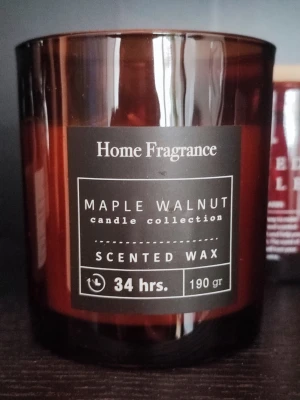 Home Fragrance
MAPLE WALNUT
candle collection
SCENTED WAX
34 hrs.
190 gr